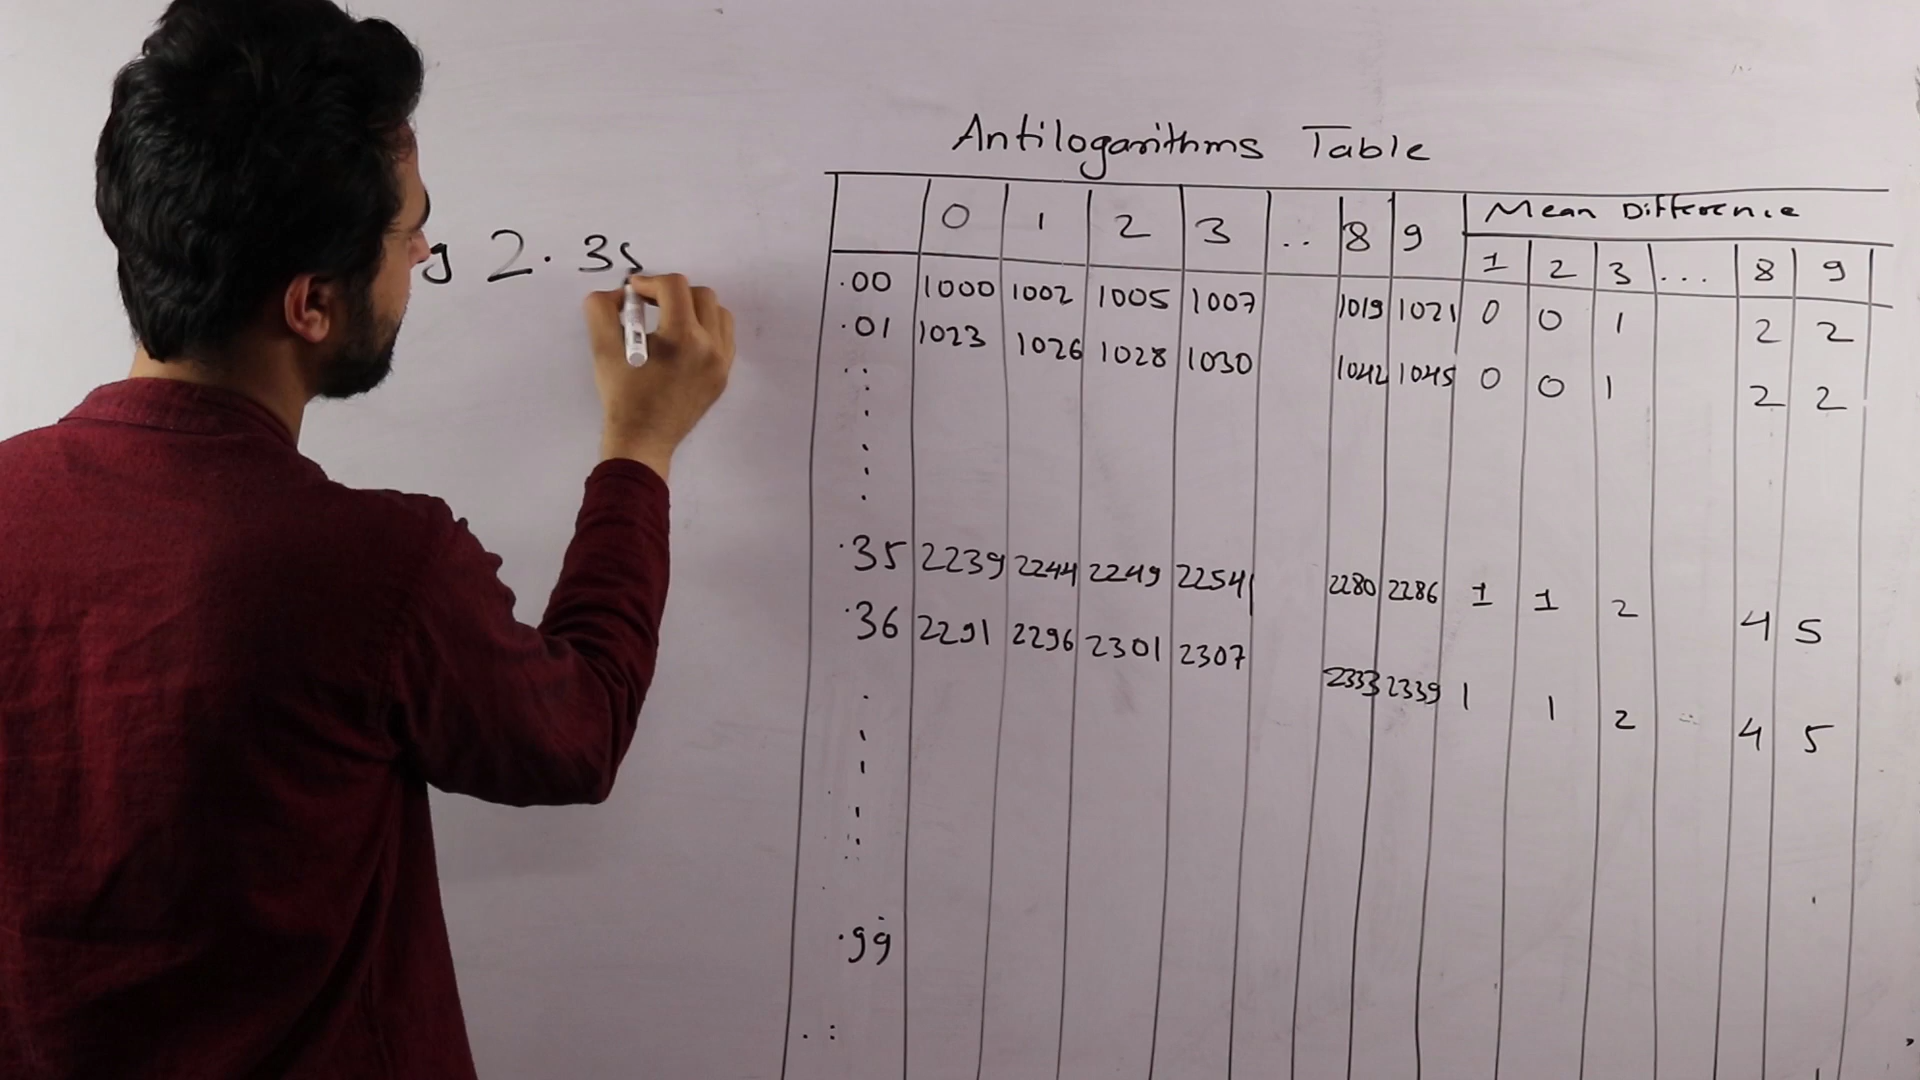 Antilogarithms Table
g 2.35
0 1 2 3 .. 8 9 Mean Difference
1 2 3 ... 8 9
.00 1000 1002 1005 1007 1019 1021 0 0 1 2 2
.01 1023 1026 1028 1030 1042 1045 0 0 1 2 2
.35 2239 2244 2249 2254 2280 2286 1 1 2 4 5
.36 2291 2296 2301 2307 2333 2339 1 1 2 ... 4 5
.99